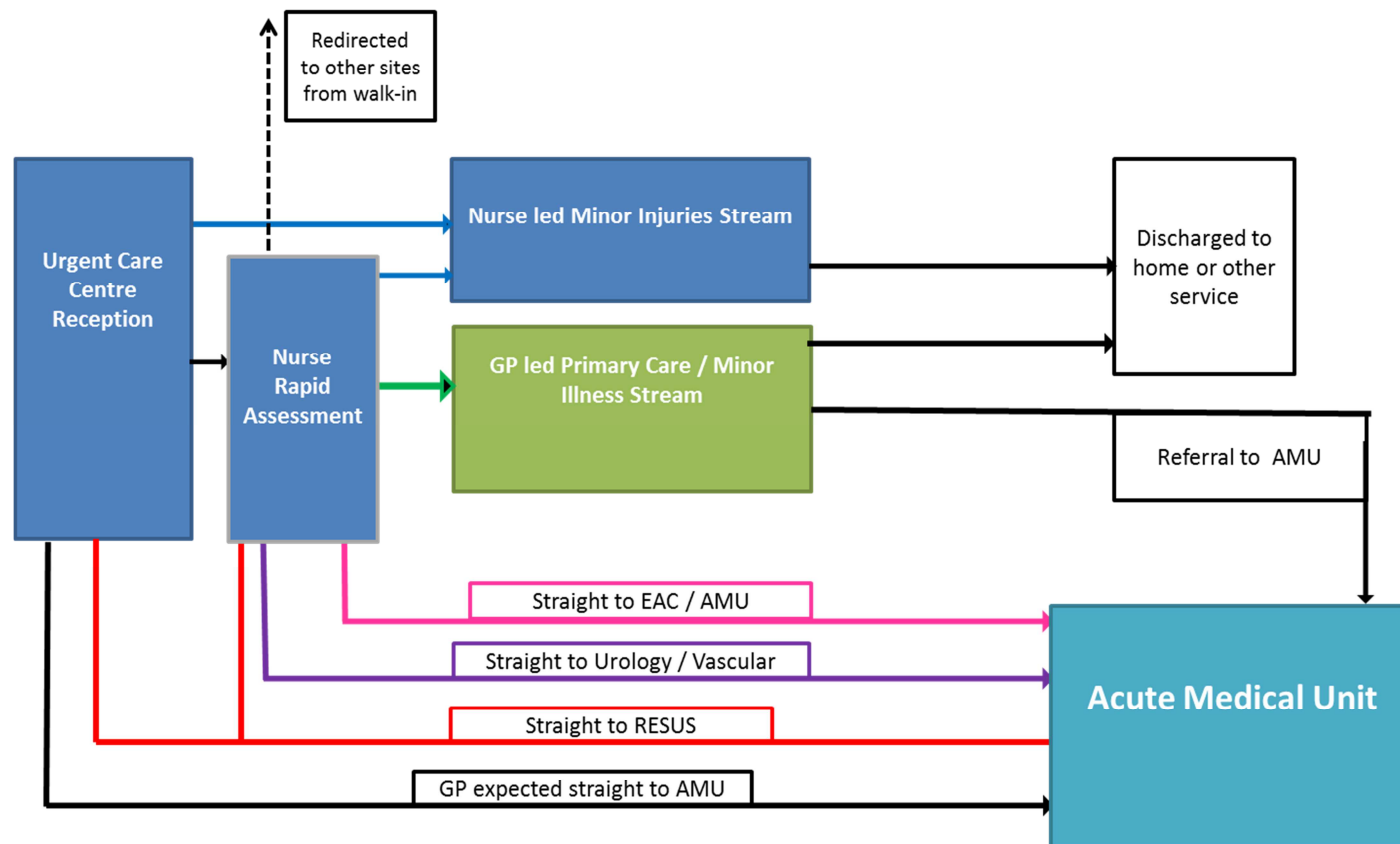 Redirected
to other sites
from walk-in
Urgent Care
Centre
Reception
Nurse
Rapid
Assessment
Nurse led Minor Injuries Stream
GP led Primary Care / Minor
Illness Stream
Discharged to
home or other
service
Referral to AMU
Straight to EAC / AMU
Straight to Urology / Vascular
Straight to RESUS
GP expected straight to AMU
Acute Medical Unit